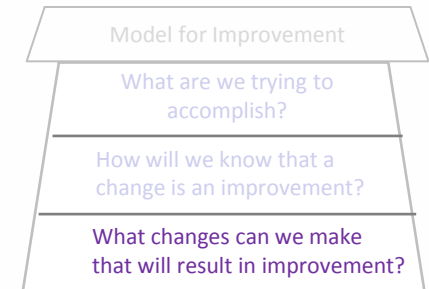 Model for Improvement
What are we trying to
accomplish?
How will we know that a
change is an improvement?
What changes can we make
that will result in improvement?